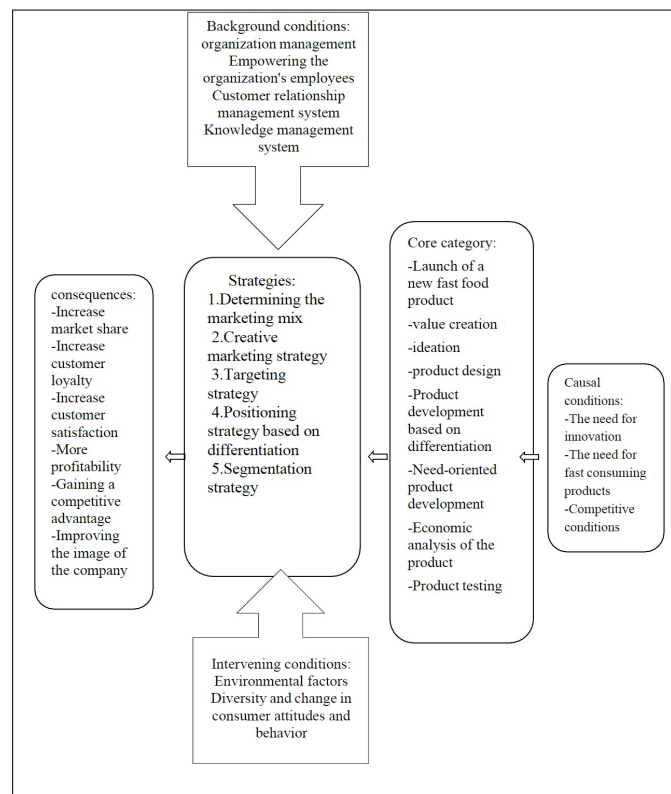 Background conditions:
organization management
Empowering the
organization's employees
Customer relationship
management system
Knowledge management
system
consequences:
-Increase
market share
-Increase
customer
loyalty
-Increase
customer
satisfaction
-More
profitability
-Gaining a
competitive
advantage
-Improving
the image of
the company
Strategies:
1.Determining the
marketing mix
2.Creative
marketing strategy
3.Targeting
strategy
4.Positioning
strategy based on
differentiation
5.Segmentation
strategy
Core category:
-Launch of a
new fast food
product
-value creation
-ideation
-product design
-Product
development
based on
differentiation
-Need-oriented
product
development
-Economic
analysis of the
product
-Product testing
Causal
conditions:
-The need for
innovation
-The need for
fast consuming
products
-Competitive
conditions
Intervening conditions:
Environmental factors
Diversity and change in
consumer attitudes and
behavior